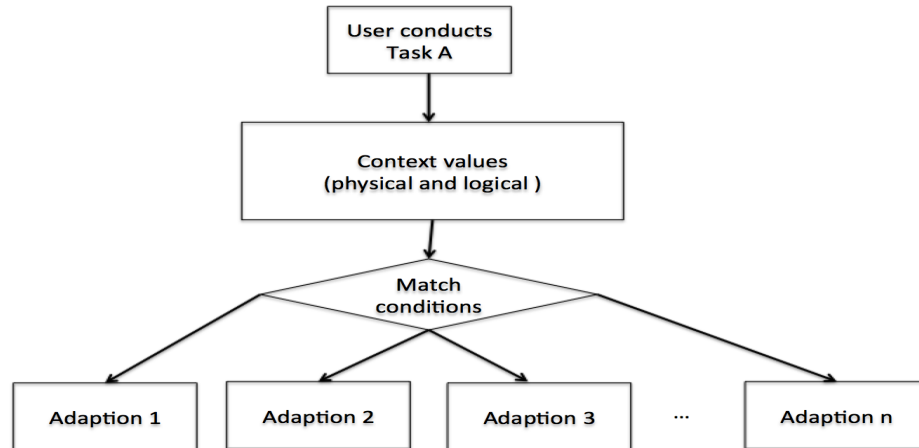 User conducts
Task A
Context values
(physical and logical )
Match
conditions
Adaption 1
Adaption 2
Adaption 3
...
Adaption n